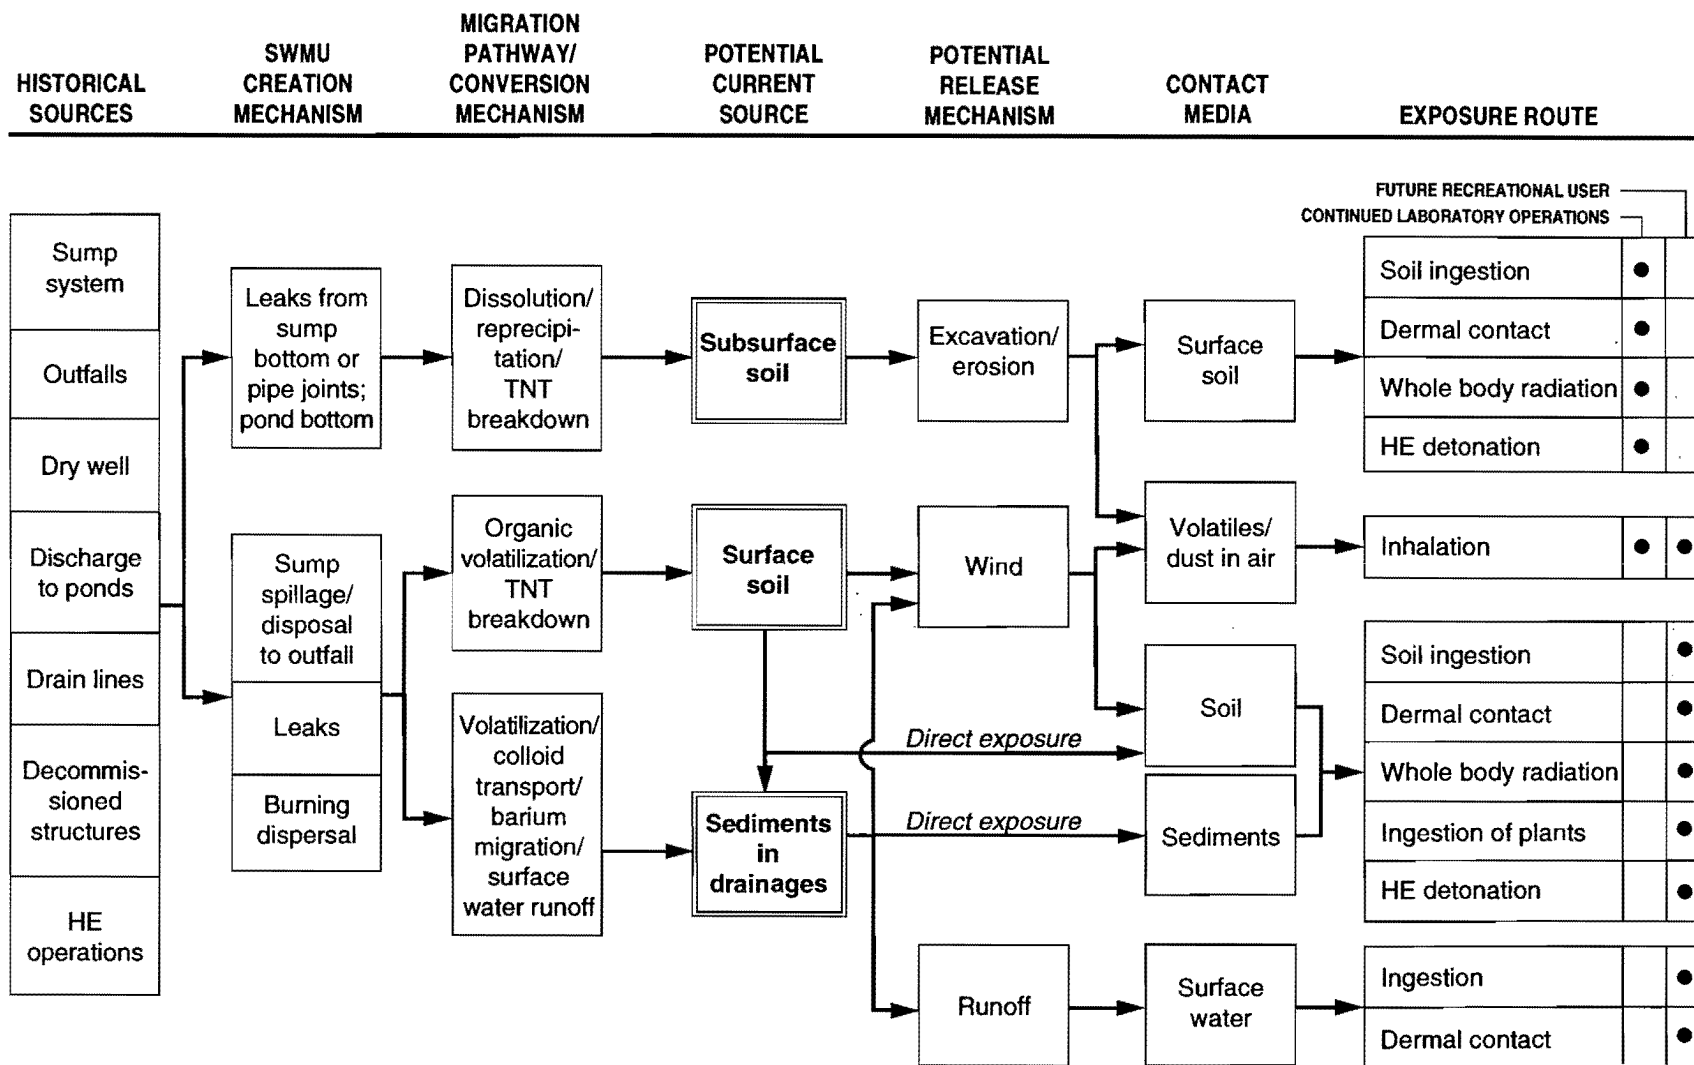 HISTORICAL
SOURCES
SWMU
CREATION
MECHANISM
MIGRATION
PATHWAY/
CONVERSION
MECHANISM
POTENTIAL
CURRENT
SOURCE
POTENTIAL
RELEASE
MECHANISM
CONTACT
MEDIA
EXPOSURE ROUTE
FUTURE RECREATIONAL USER
CONTINUED LABORATORY OPERATIONS
Sump
system
Outfalls
Dry well
Discharge
to ponds
Drain lines
Decommis-
sioned
structures
HE
operations
Leaks from
sump
bottom or
pipe joints;
pond bottom
Sump
spillage/
disposal
to outfall
Leaks
Burning
dispersal
Dissolution/
reprecipi-
tation/
TNT
breakdown
Organic
volatilization/
TNT
breakdown
Volatilization/
colloid
transport/
barium
migration/
surface
water runoff
Subsurface
soil
Surface
soil
Sediments
in
drainages
Excavation/
erosion
Wind
Direct exposure
Direct exposure
Runoff
Surface
soil
Volatiles/
dust in air
Soil
Sediments
Surface
water
Soil ingestion
Dermal contact
Whole body radiation
HE detonation
Inhalation
Soil ingestion
Dermal contact
Whole body radiation
Ingestion of plants
HE detonation
Ingestion
Dermal contact